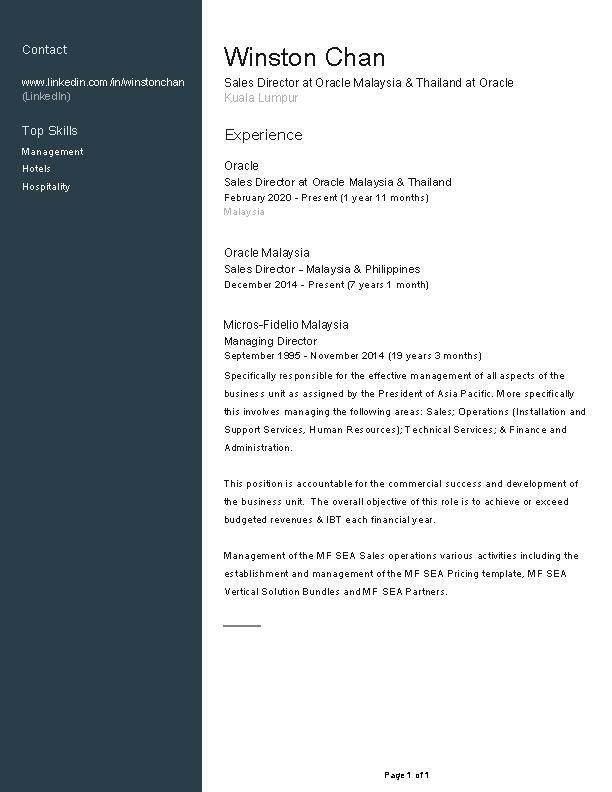 Contact
www.linkedin.com/in/winstonchan
(LinkedIn)
Top Skills
Management
Hotels
Hospitality
Winston Chan
Sales Director at Oracle Malaysia & Thailand at Oracle
Kuala Lumpur
Experience
Oracle
Sales Director at Oracle Malaysia & Thailand
February 2020 - Present (1 year 11 months)
Malaysia
Oracle Malaysia
Sales Director – Malaysia & Philippines
December 2014 - Present (7 years 1 month)
Micros-Fidelio Malaysia
Managing Director
September 1995 - November 2014 (19 years 3 months)
Specifically responsible for the effective management of all aspects of the
business unit as assigned by the President of Asia Pacific. More specifically
this involves managing the following areas: Sales; Operations (Installation and
Support Services, Human Resources); Technical Services; & Finance and
Administration.
This position is accountable for the commercial success and development of
the business unit.  The overall objective of this role is to achieve or exceed
budgeted revenues & IBT each financial year.
Management of the MF SEA Sales operations various activities including the
establishment and management of the MF SEA Pricing template, MF SEA
Vertical Solution Bundles and MF SEA Partners.
Page 1 of 1